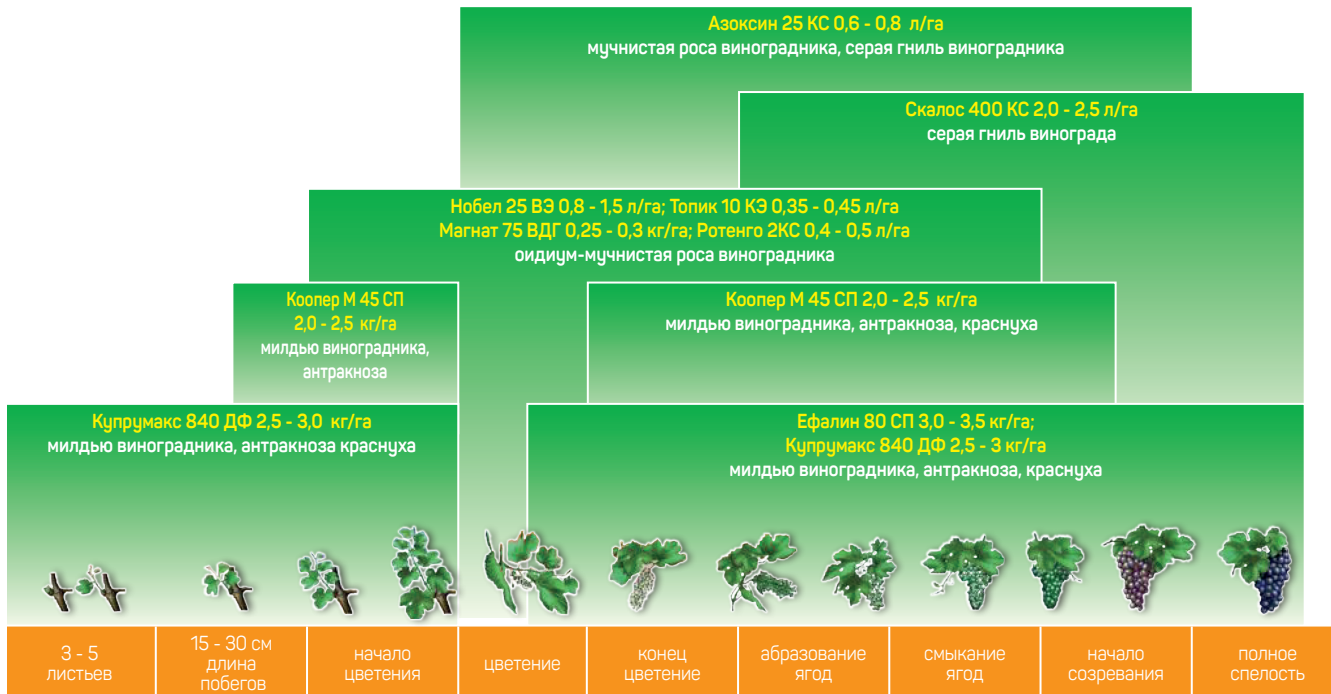 Азоксин 25 КС 0,6 - 0,8 л/га
мучнистая роса виноградника, серая гниль виноградника
Скалос 400 КС 2,0 - 2,5 л/га
серая гниль винограда
Нобел 25 ВЭ 0,8 - 1,5 л/га; Топик 10 КЭ 0,35 - 0,45 л/га
Магнат 75 ВДГ 0,25 - 0,3 кг/га; Ротенго 2КС 0,4 - 0,5 л/га
оидиум-мучнистая роса виноградника
Коопер М 45 СП
2,0 - 2,5 кг/га
милдью виноградника,
антракноза
Коопер М 45 СП 2,0 - 2,5 кг/га
милдью виноградника, антракноза, краснуха
Купрумакс 840 ДФ 2,5 - 3,0 кг/га
милдью виноградника, антракноза краснуха
Ефалин 80 СП 3,0 - 3,5 кг/га;
Купрумакс 840 ДФ 2,5 - 3 кг/га
милдью виноградника, антракноза, краснуха
3 - 5
листьев
15 - 30 см
длина
побегов
начало
цветения
цветение
конец
цветение
абразование
ягод
смыкание
ягод
начало
созревания
полное
спелость